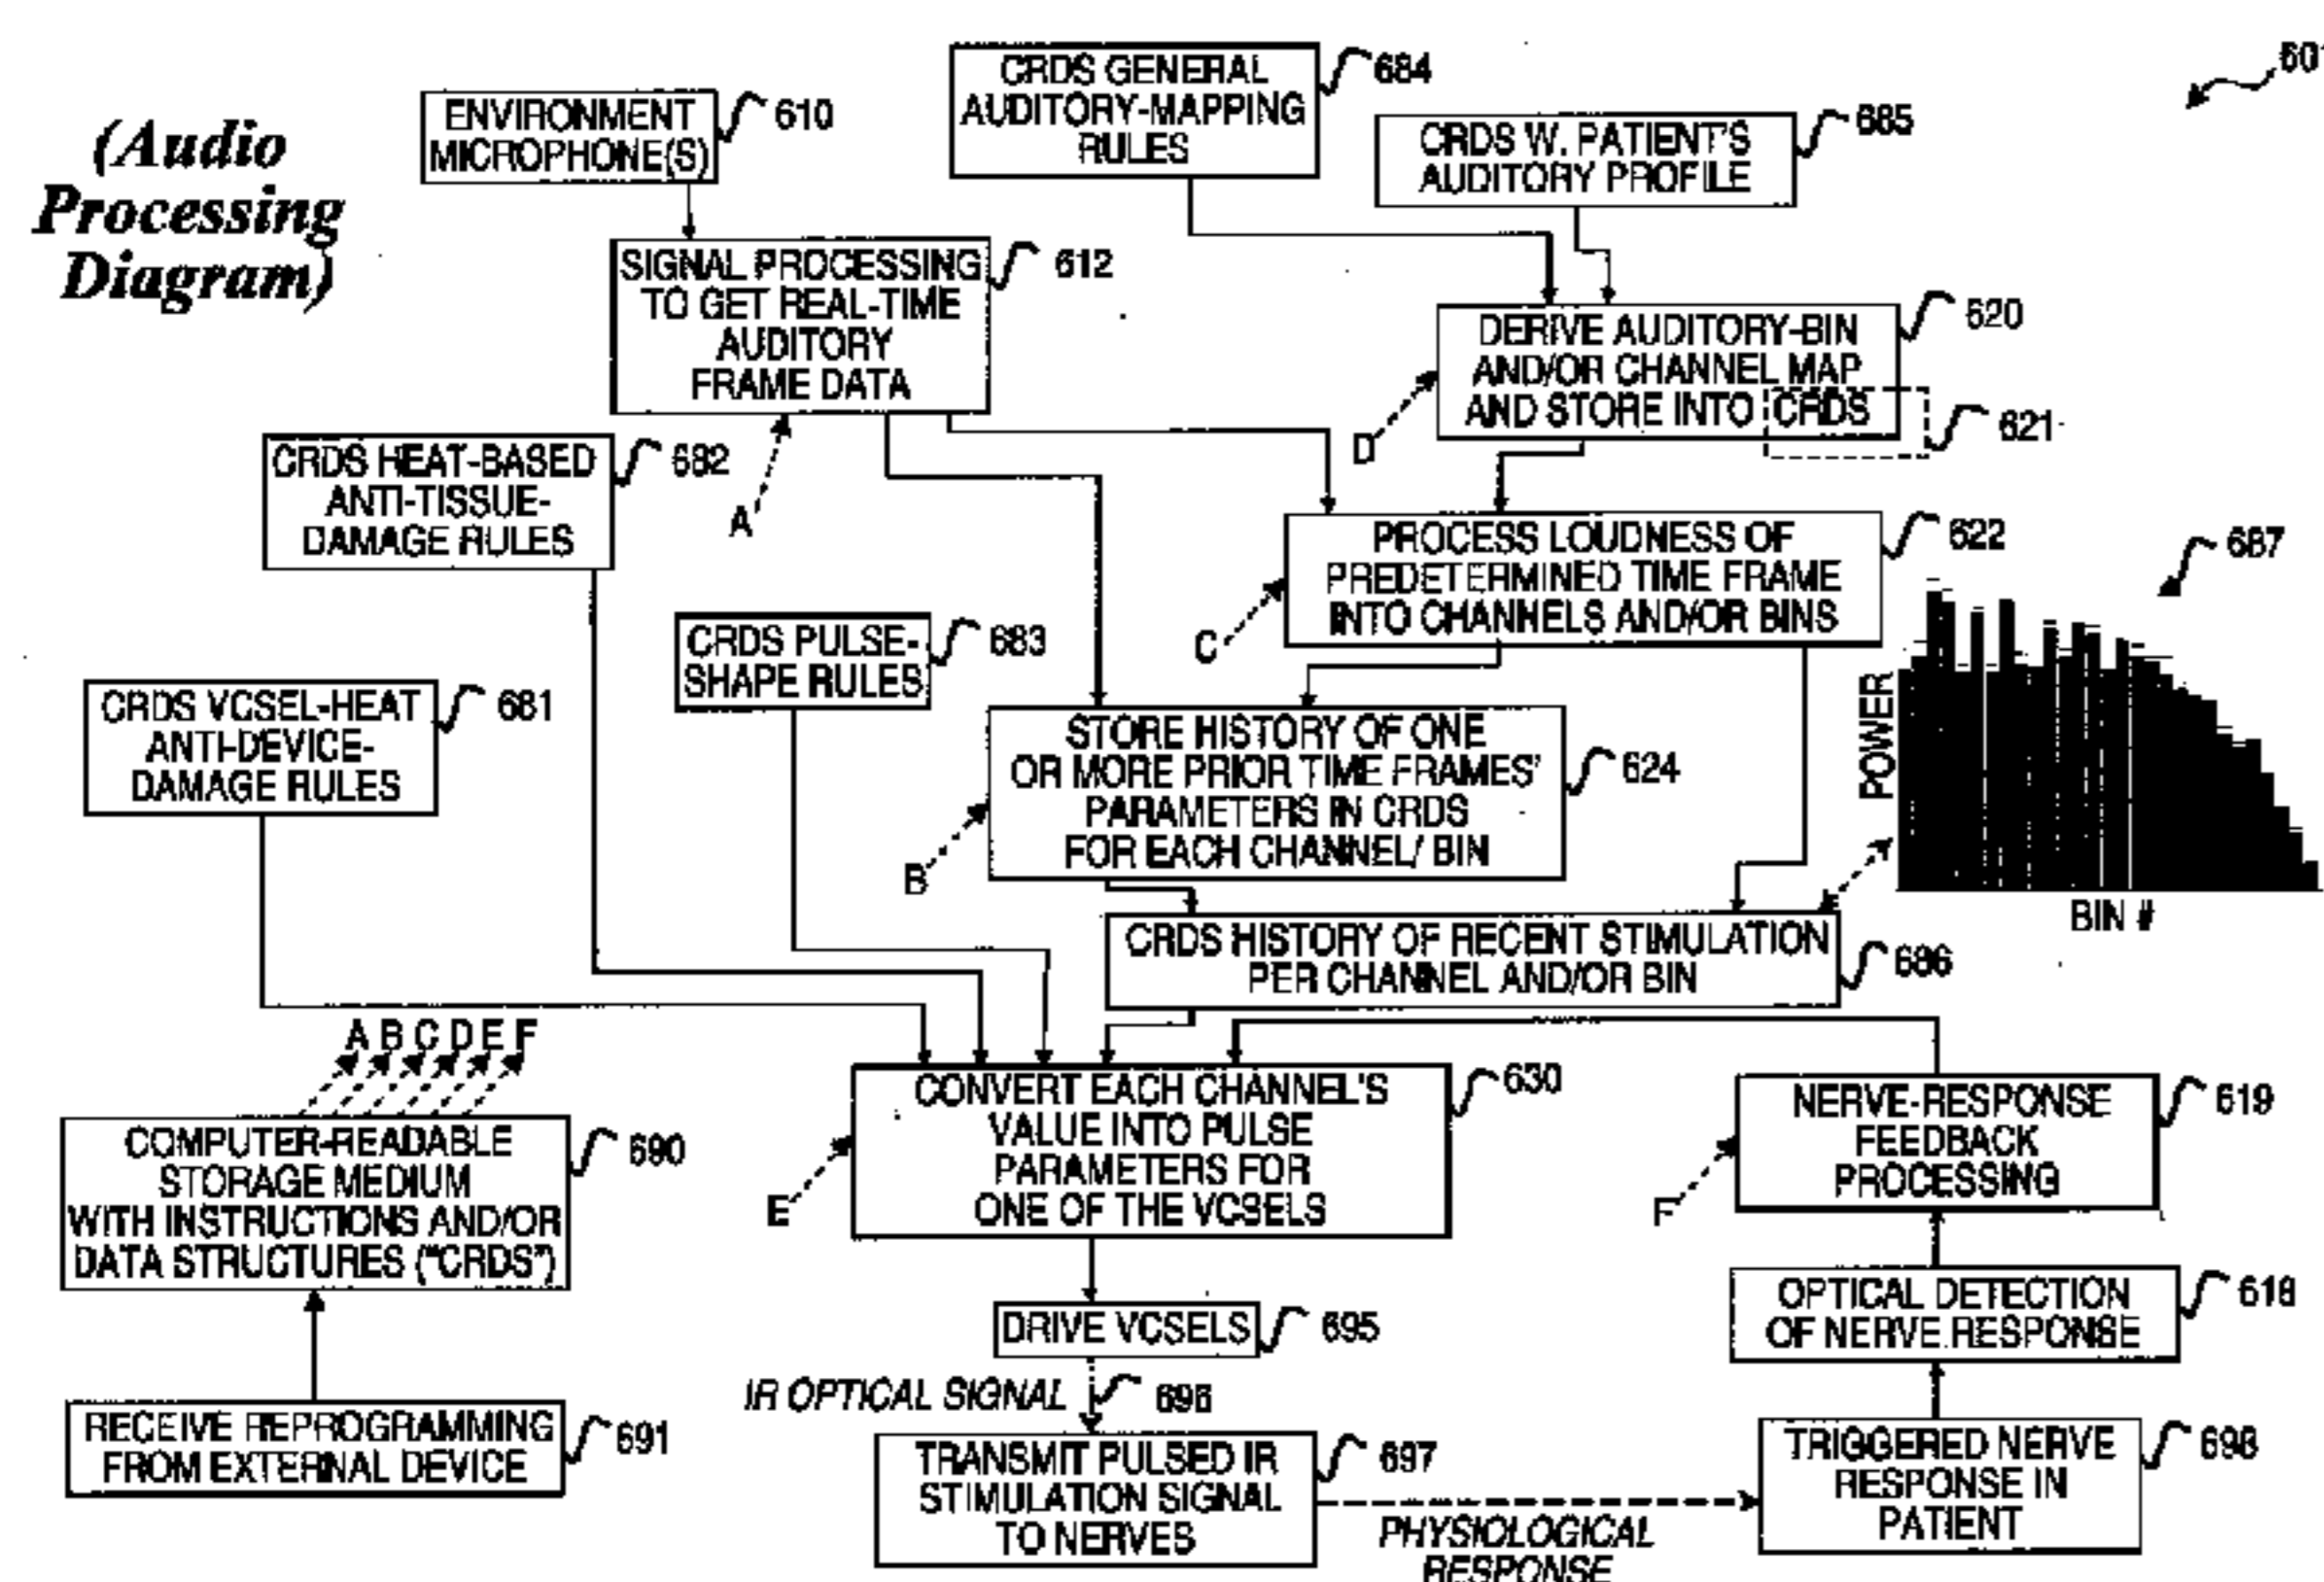 (Audio
Processing
Diagram)
ENVIRONMENT
MICROPHONE(S)
610
CRDS GENERAL
AUDITORY-MAPPING
RULES
684
CRDS W. PATIENT'S
AUDITORY PROFILE
685
601
SIGNAL PROCESSING
TO GET REAL-TIME
AUDITORY
FRAME DATA
612
DERIVE AUDITORY-BIN
AND/OR CHANNEL MAP
AND STORE INTO CRDS
620
621
D
CRDS HEAT-BASED
ANTI-TISSUE-
DAMAGE RULES
682
A
PROCESS LOUDNESS OF
PREDETERMINED TIME FRAME
INTO CHANNELS AND/OR BINS
622
C
687
POWER
BIN #
CRDS PULSE-
SHAPE RULES
683
CRDS VCSEL-HEAT
ANTI-DEVICE-
DAMAGE RULES
681
STORE HISTORY OF ONE
OR MORE PRIOR TIME FRAMES'
PARAMETERS IN CRDS
FOR EACH CHANNEL/ BIN
624
B
CRDS HISTORY OF RECENT STIMULATION
PER CHANNEL AND/OR BIN
686
A B C D E F
COMPUTER-READABLE
STORAGE MEDIUM
WITH INSTRUCTIONS AND/OR
DATA STRUCTURES ("CRDS")
690
CONVERT EACH CHANNEL'S
VALUE INTO PULSE
PARAMETERS FOR
ONE OF THE VCSELS
630
E
NERVE-RESPONSE
FEEDBACK
PROCESSING
619
F
OPTICAL DETECTION
OF NERVE RESPONSE
618
DRIVE VCSELS
695
IR OPTICAL SIGNAL
696
RECEIVE REPROGRAMMING
FROM EXTERNAL DEVICE
691
TRANSMIT PULSED IR
STIMULATION SIGNAL
TO NERVES
697
PHYSIOLOGICAL
RESPONSE
TRIGGERED NERVE
RESPONSE IN
PATIENT
698